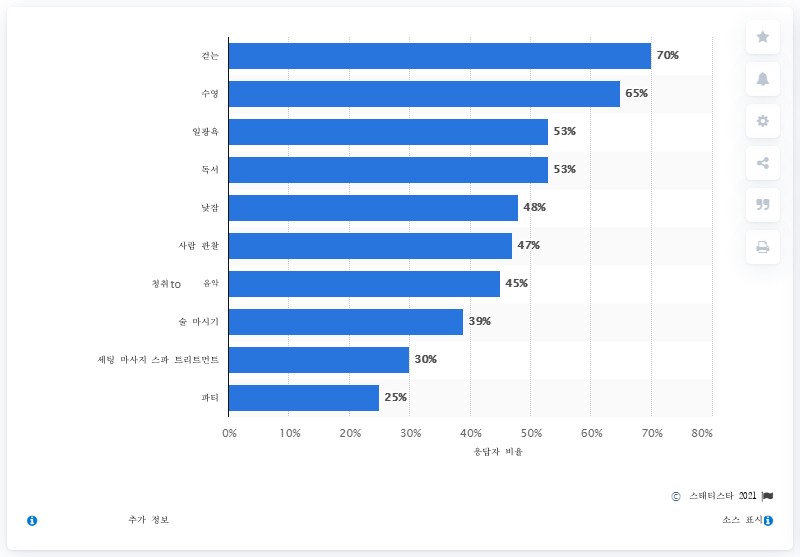 걷는 70%
수영 65%
일광욕 53%
독서 53%
낮잠 48%
사람 관찰 47%
청취 to 음악 45%
술 마시기 39%
세팅 마사지 스파 트리트먼트 30%
파티 25%
0% 10% 20% 30% 40% 50% 60% 70% 80%
응답자 비율
© 스태티스타 2021
추가 정보 소스 표시